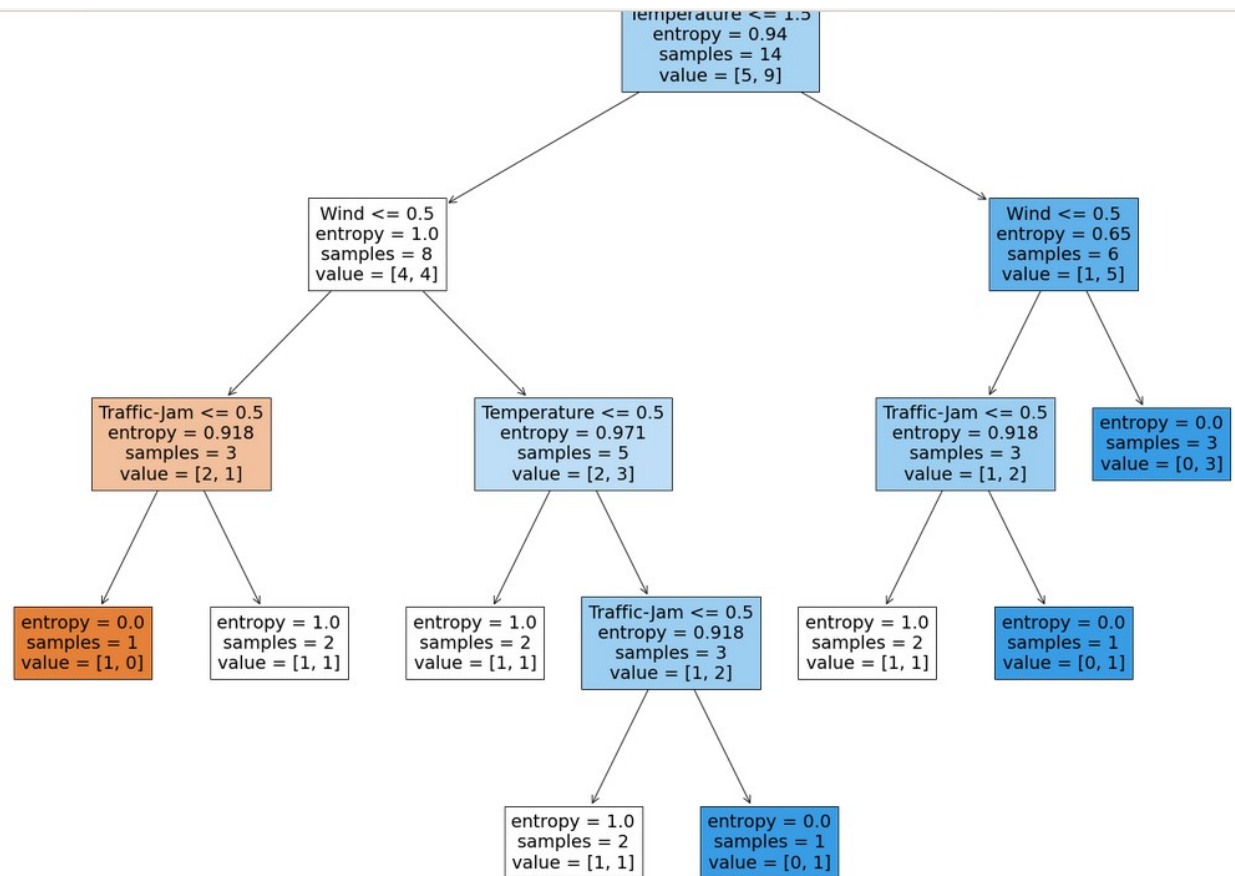 Temperature <= 1.5
entropy = 0.94
samples = 14
value = [5, 9]
Wind <= 0.5
entropy = 1.0
samples = 8
value = [4, 4]
Wind <= 0.5
entropy = 0.65
samples = 6
value = [1, 5]
Traffic-Jam <= 0.5
entropy = 0.918
samples = 3
value = [2, 1]
Temperature <= 0.5
entropy = 0.971
samples = 5
value = [2, 3]
Traffic-Jam <= 0.5
entropy = 0.918
samples = 3
value = [1, 2]
entropy = 0.0
samples = 3
value = [0, 3]
entropy = 0.0
samples = 1
value = [1, 0]
entropy = 1.0
samples = 2
value = [1, 1]
entropy = 1.0
samples = 2
value = [1, 1]
Traffic-Jam <= 0.5
entropy = 0.918
samples = 3
value = [1, 2]
entropy = 1.0
samples = 2
value = [1, 1]
entropy = 0.0
samples = 1
value = [0, 1]
entropy = 1.0
samples = 2
value = [1, 1]
entropy = 0.0
samples = 1
value = [0, 1]